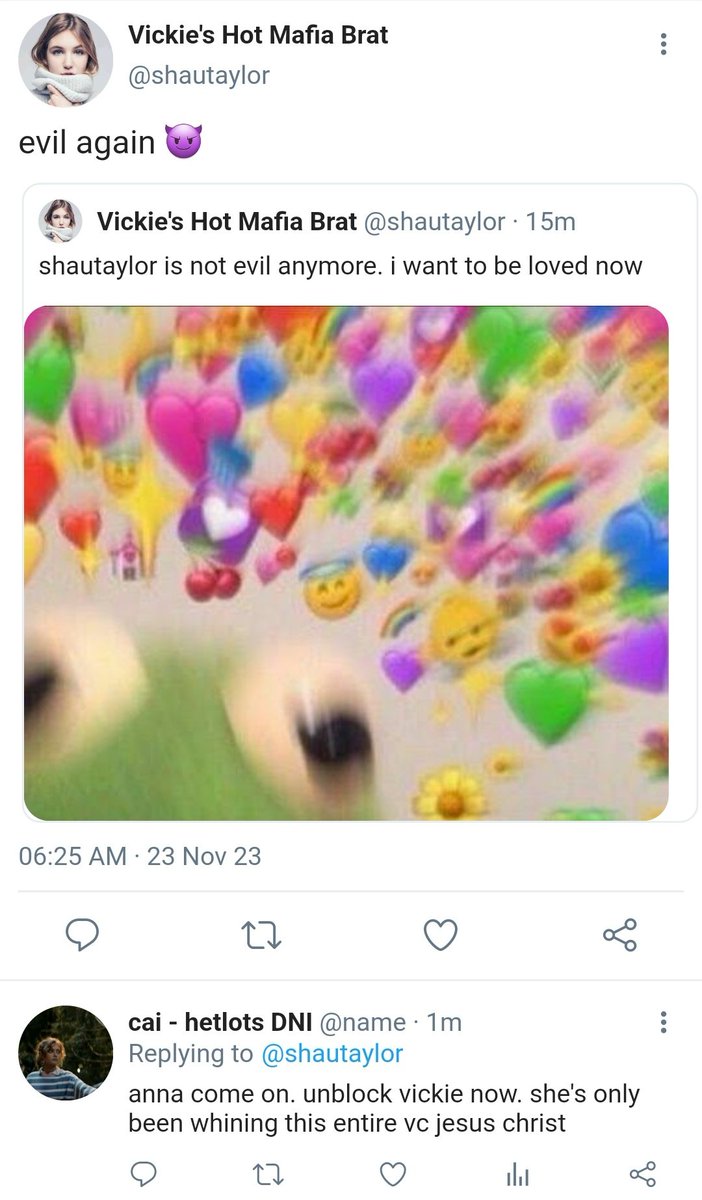 Vickie's Hot Mafia Brat
@shautaylor
evil again 😈
Vickie's Hot Mafia Brat @shautaylor · 15m
shautaylor is not evil anymore. i want to be loved now
06:25 AM · 23 Nov 23
cai - hetlots DNI @name · 1m
Replying to @shautaylor
anna come on. unblock vickie now. she's only
been whining this entire vc jesus christ